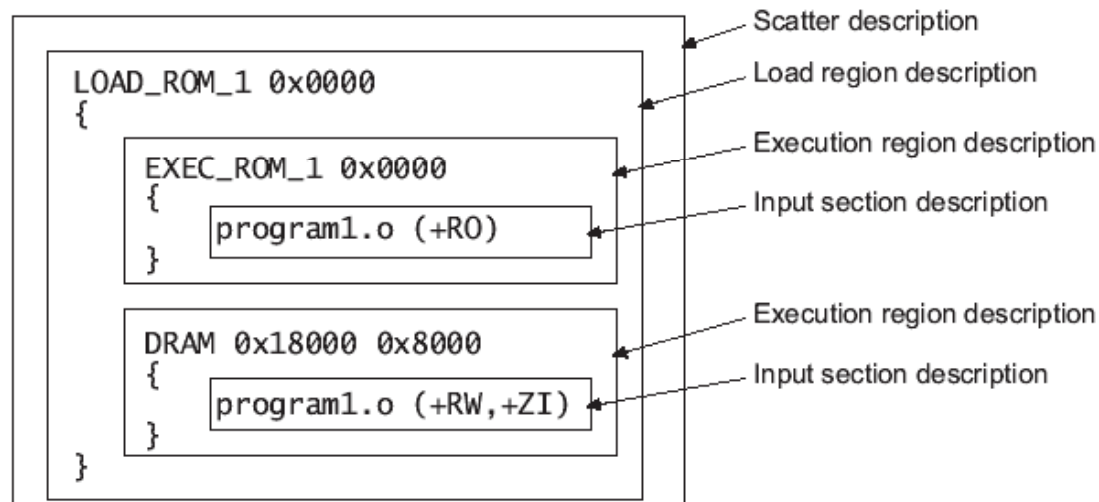 Scatter description
LOAD_ROM_1 0x0000
Load region description
{
EXEC_ROM_1 0x0000
Execution region description
{
program1.o (+RO)
Input section description
}
DRAM 0x18000 0x8000
Execution region description
{
program1.o (+RW,+ZI)
Input section description
}
}